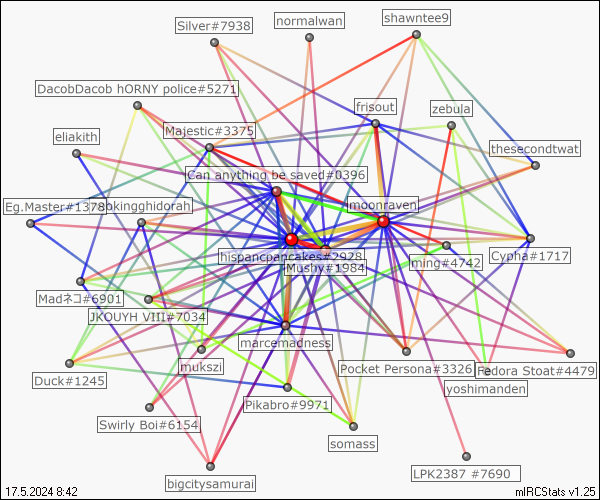 shawntee9
normalwan
Silver#7938
DacobDacob hORNY police#5271
frisout
zebula
Majestic#3375
eliakith
thesecondtwat
Can anything be saved#0396
Eg.Master#1378
okingghidorah
moonraven
hispancpancakes#2928
Cypha#1717
Mushy#1984
ming#4742
Madネコ#6901
JKOUYH VIII#7034
marcemadness
mukszi
Pocket Persona#3326
Fedora Stoat#4479
Duck#1245
yoshimanden
Pikabro#9971
Swirly Boi#6154
somass
LPK2387 #7690
bigcitysamurai
17.5.2024 8:42
mIRCStats v1.25